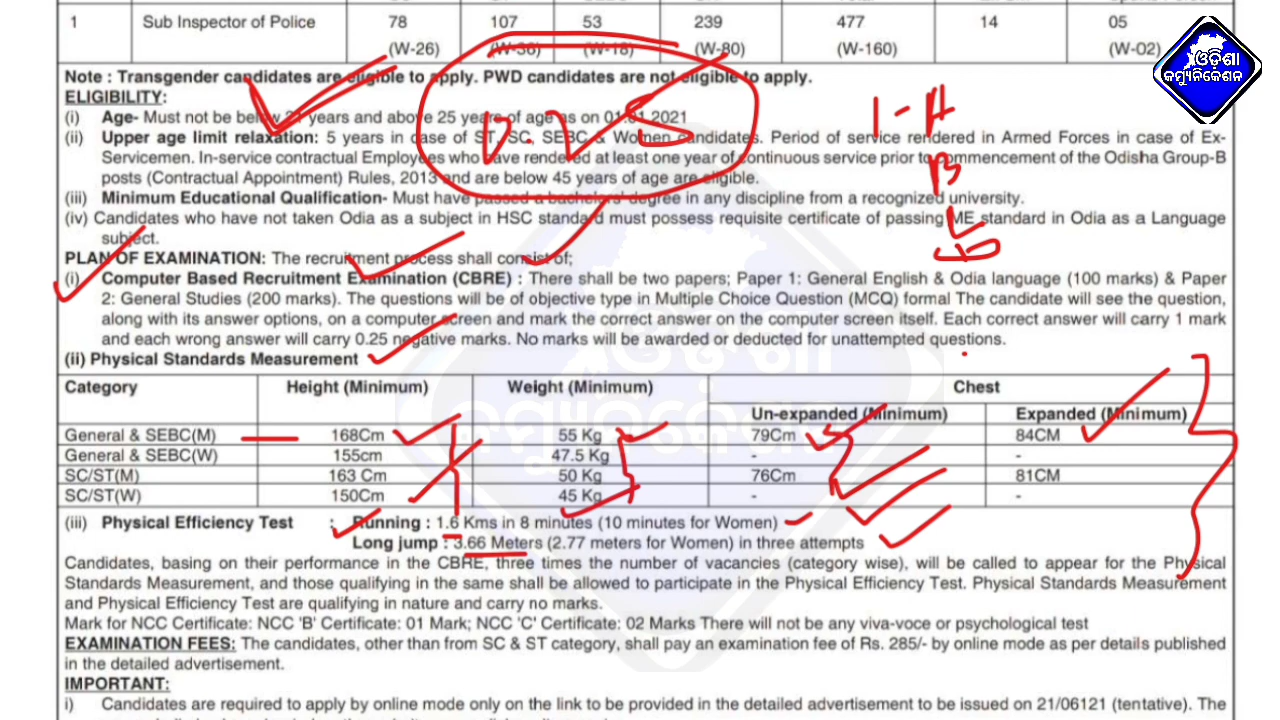 1 Sub Inspector of Police 78 107 53 239 477 14 05
(W-26) (W-36) (W-18) (W-80) (W-160) (W-02)
ଓଡ଼ିଶା
କମ୍ୟୁନିକେଶନ
Note : Transgender candidates are eligible to apply. PWD candidates are not eligible to apply.
ELIGIBILITY:
(i) Age- Must not be below 21 years and above 25 years of age as on 01.01.2021
(ii) Upper age limit relaxation: 5 years in case of ST, SC, SEBC & Women candidates. Period of service rendered in Armed Forces in case of Ex-
Servicemen. In-service contractual Employees who have rendered at least one year of continuous service prior to commencement of the Odisha Group-B
posts (Contractual Appointment) Rules, 2013 and are below 45 years of age are eligible.
(iii) Minimum Educational Qualification- Must have passed a bachelors' degree in any discipline from a recognized university.
(iv) Candidates who have not taken Odia as a subject in HSC standard must possess requisite certificate of passing ME standard in Odia as a Language
subject.
PLAN OF EXAMINATION: The recruitment process shall consist of;
(i) Computer Based Recruitment Examination (CBRE) : There shall be two papers; Paper 1: General English & Odia language (100 marks) & Paper
2: General Studies (200 marks). The questions will be of objective type in Multiple Choice Question (MCQ) formal The candidate will see the question,
along with its answer options, on a computer screen and mark the correct answer on the computer screen itself. Each correct answer will carry 1 mark
and each wrong answer will carry 0.25 negative marks. No marks will be awarded or deducted for unattempted questions.
(ii) Physical Standards Measurement
Category Height (Minimum) Weight (Minimum) Chest
Un-expanded (Minimum) Expanded (Minimum)
General & SEBC(M) 168Cm 55 Kg 79Cm 84CM
General & SEBC(W) 155cm 47.5 Kg - -
SC/ST(M) 163 Cm 50 Kg 76Cm 81CM
SC/ST(W) 150Cm 45 Kg - -
(iii) Physical Efficiency Test : Running : 1.6 Kms in 8 minutes (10 minutes for Women)
Long jump : 3.66 Meters (2.77 meters for Women) in three attempts
Candidates, basing on their performance in the CBRE, three times the number of vacancies (category wise), will be called to appear for the Physical
Standards Measurement, and those qualifying in the same shall be allowed to participate in the Physical Efficiency Test. Physical Standards Measurement
and Physical Efficiency Test are qualifying in nature and carry no marks.
Mark for NCC Certificate: NCC 'B' Certificate: 01 Mark; NCC 'C' Certificate; 02 Marks There will not be any viva-voce or psychological test
EXAMINATION FEES: The candidates, other than from SC & ST category, shall pay an examination fee of Rs. 285/- by online mode as per details published
in the detailed advertisement.
IMPORTANT:
i) Candidates are required to apply by online mode only on the link to be provided in the detailed advertisement to be issued on 21/06121 (tentative). The